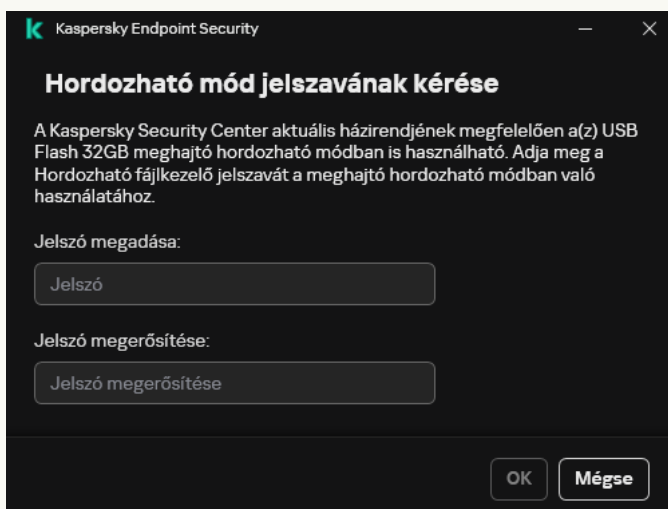 Kaspersky Endpoint Security
Hordozható mód jelszavának kérése
A Kaspersky Security Center aktuális házirendjének megfelelően a(z) USB
Flash 32GB meghajtó hordozható módban is használható. Adja meg a
Hordozható fájlkezelő jelszavát a meghajtó hordozható módban való
használatához.
Jelszó megadása:
Jelszó
Jelszó megerősítése:
Jelszó megerősítése
OK Mégse